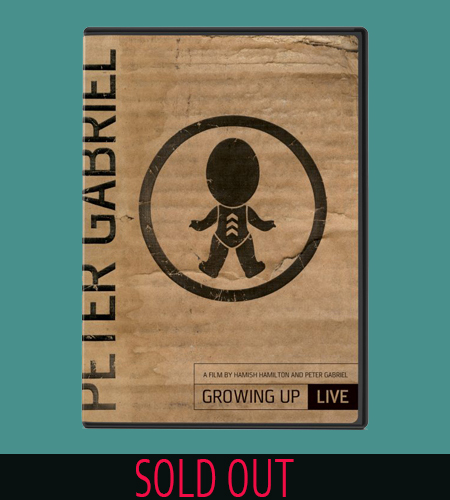 PETER GABRIEL
A FILM BY HAMISH HAMILTON AND PETER GABRIEL
GROWING UP LIVE
SOLD OUT